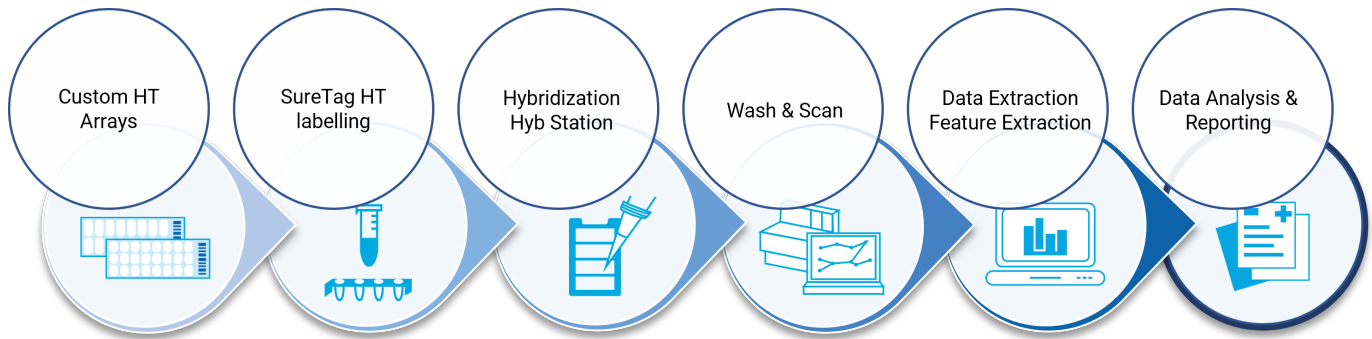 Custom HT
Arrays
SureTag HT
labelling
Hybridization
Hyb Station
Wash & Scan
Data Extraction
Feature Extraction
Data Analysis &
Reporting